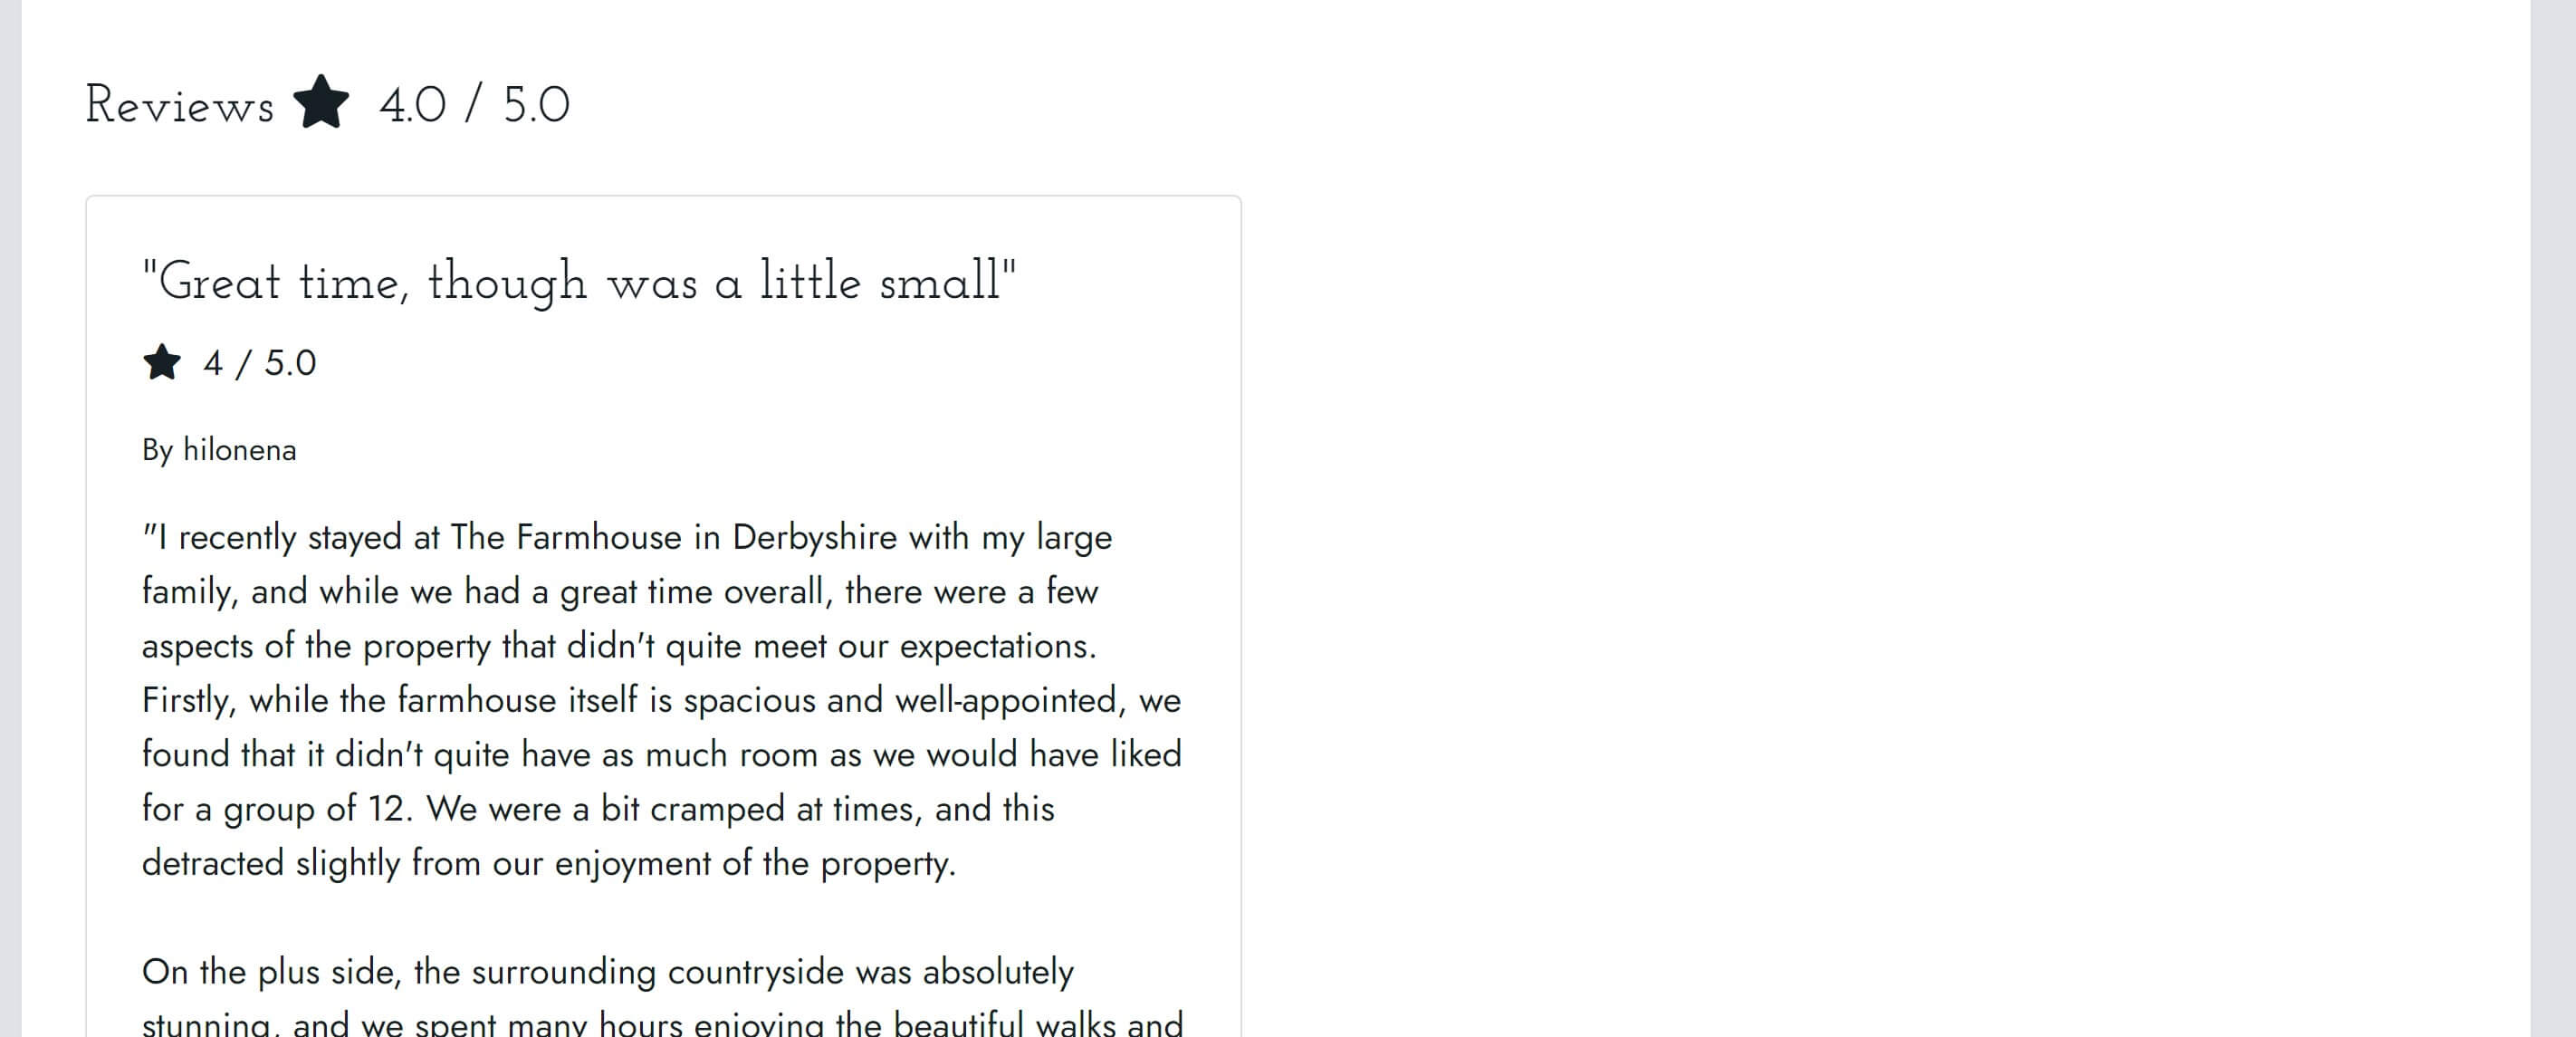 Reviews ★ 4.0 / 5.0
"Great time, though was a little small"
★ 4 / 5.0
By hilonena
"I recently stayed at The Farmhouse in Derbyshire with my large
family, and while we had a great time overall, there were a few
aspects of the property that didn't quite meet our expectations.
Firstly, while the farmhouse itself is spacious and well-appointed, we
found that it didn't quite have as much room as we would have liked
for a group of 12. We were a bit cramped at times, and this
detracted slightly from our enjoyment of the property.
On the plus side, the surrounding countryside was absolutely
stunning, and we spent many hours enjoying the beautiful walks and